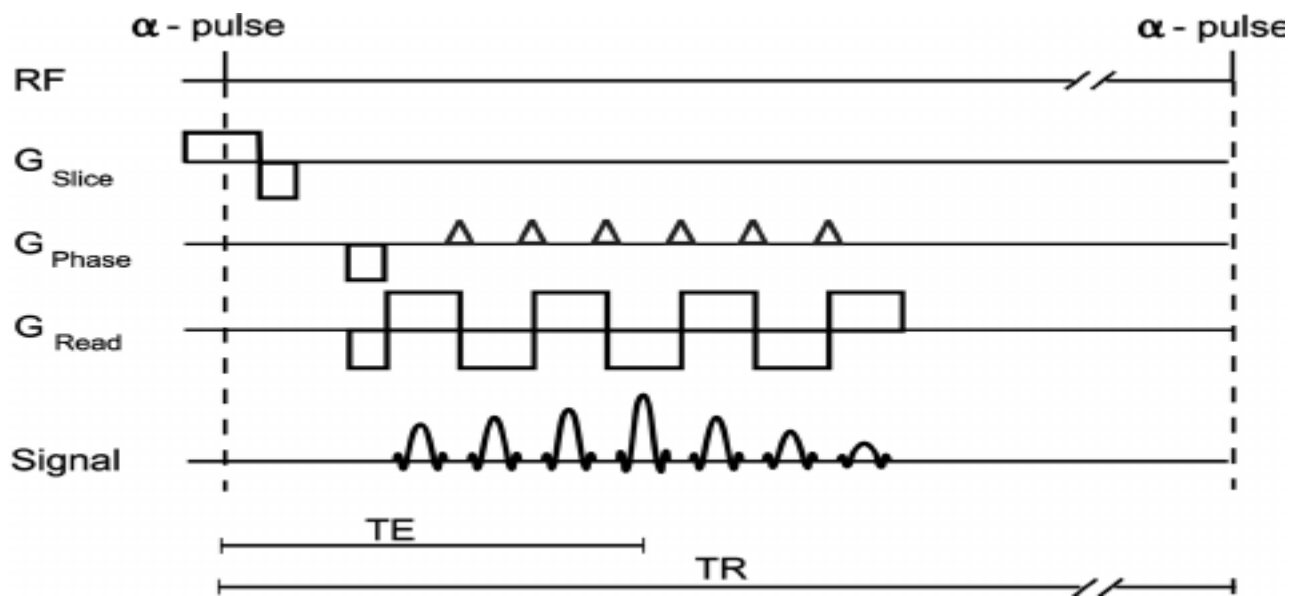 α - pulse α - pulse
RF
G Slice
G Phase
G Read
Signal
TE
TR